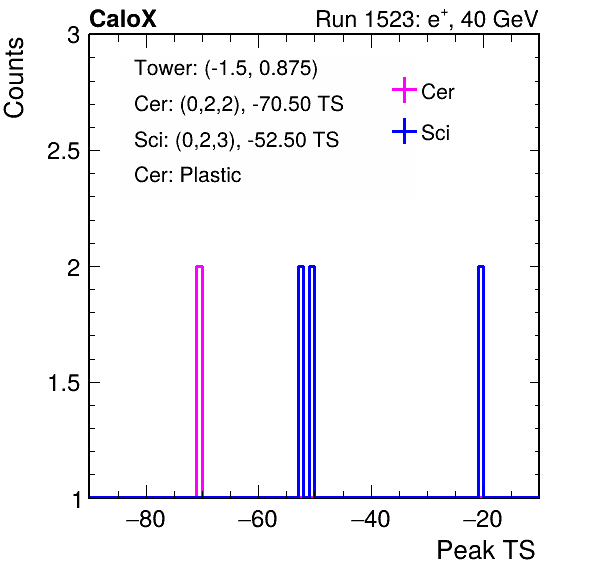 CaloX Run 1523: e⁺, 40 GeV
Counts
3
2.5
2
1.5
1
Tower: (-1.5, 0.875)
Cer: (0,2,2), -70.50 TS
Sci: (0,2,3), -52.50 TS
Cer: Plastic
Cer
Sci
−80 −60 −40 −20
Peak TS